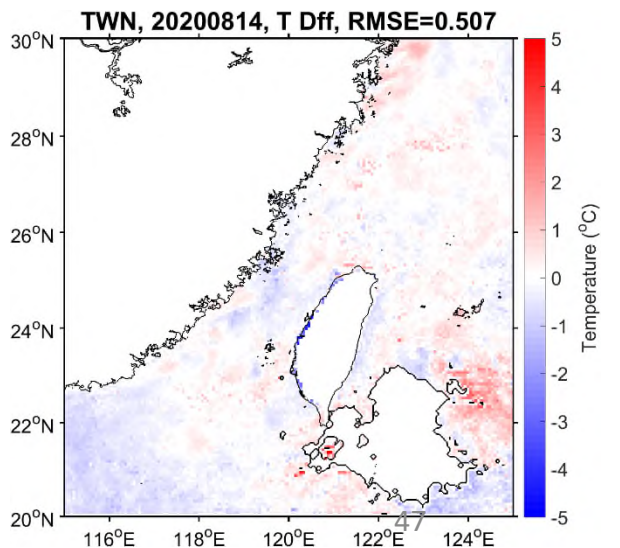 TWN, 20200814, T Dff, RMSE=0.507
30°N
28°N
26°N
24°N
22°N
20°N
116°E
118°E
120°E
122°E
124°E
47
5
4
3
2
1
0
-1
-2
-3
-4
-5
Temperature (°C)